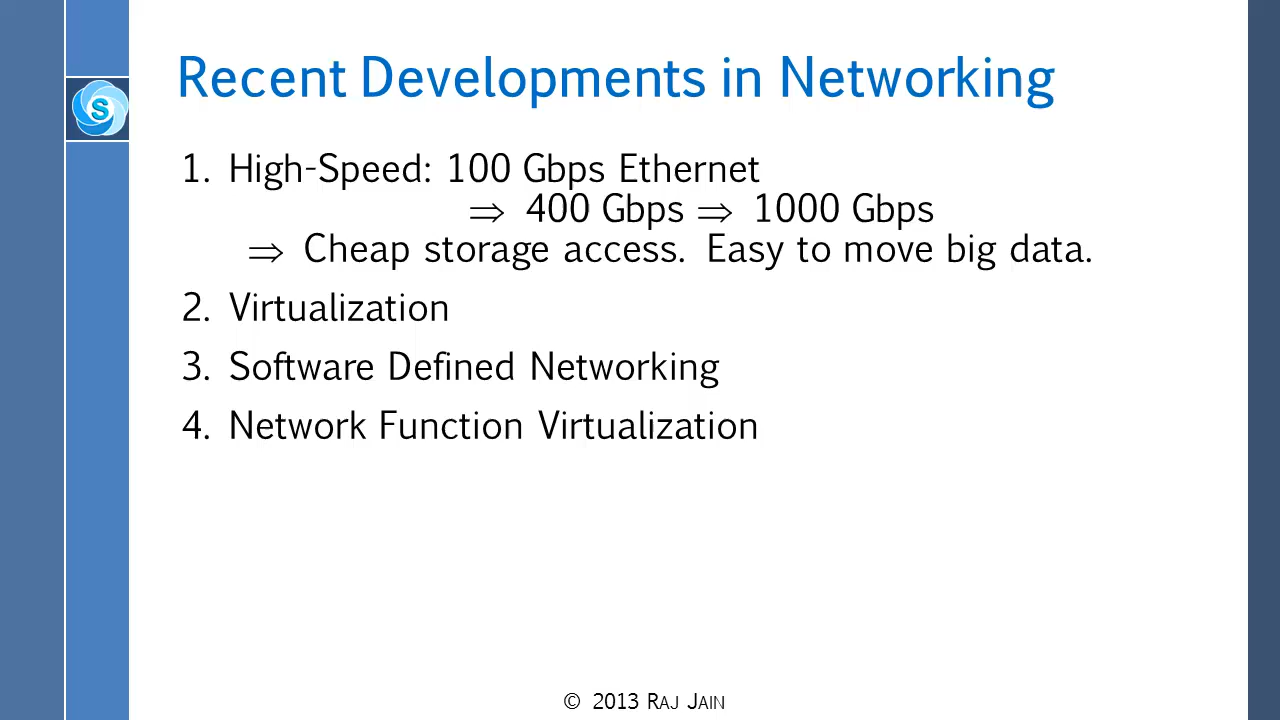 Recent Developments in Networking
S
1. High-Speed: 100 Gbps Ethernet
⇒ 400 Gbps ⇒ 1000 Gbps
⇒ Cheap storage access. Easy to move big data.
2. Virtualization
3. Software Defined Networking
4. Network Function Virtualization
© 2013 RAJ JAIN